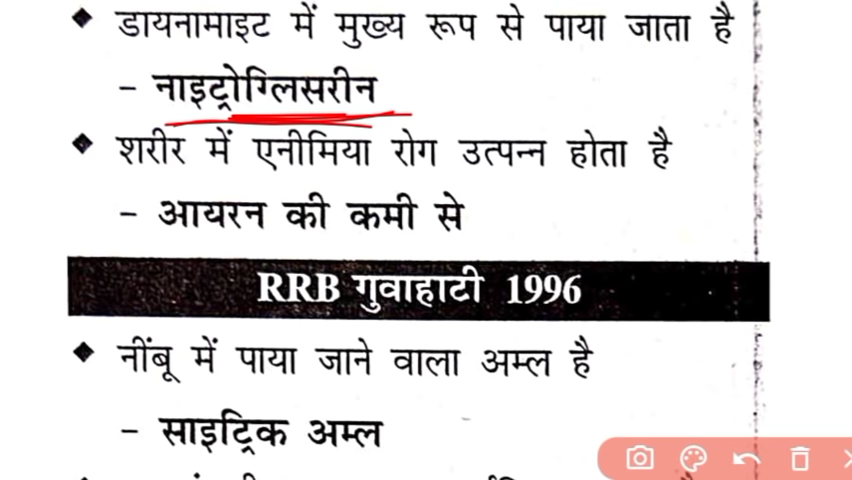 ◆ डायनामाइट में मुख्य रूप से पाया जाता है
– नाइट्रोग्लिसरीन
◆ शरीर में एनीमिया रोग उत्पन्न होता है
– आयरन की कमी से
RRB गुवाहाटी 1996
◆ नींबू में पाया जाने वाला अम्ल है
– साइट्रिक अम्ल